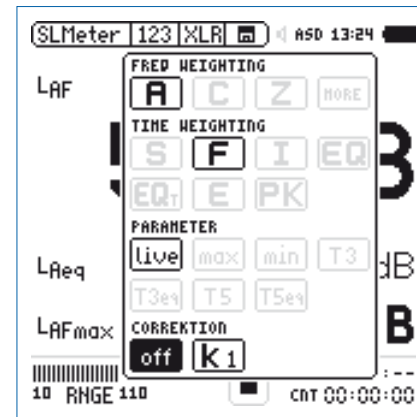 SLMeter 123 XLR ASD 13:24
FREQ WEIGHTING
LAF
A C Z MORE
TIME WEIGHTING
S F I EQ
EQT E PK
PARAMETER
live max min T3
LAeq
dB
T3eq T5 T5eq
LAFmax
CORREKTION
B
off k1
:--
10 RNGE 110 CNT 00:00:00